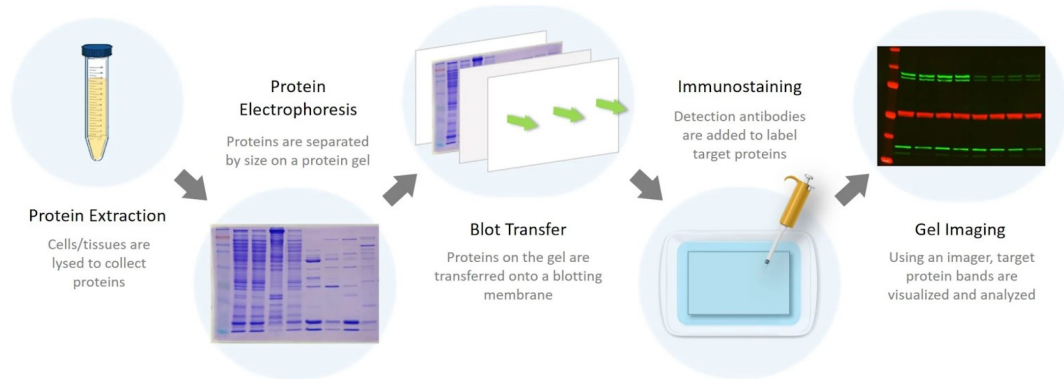 Protein Extraction
Cells/tissues are
lysed to collect
proteins
Protein
Electrophoresis
Proteins are separated
by size on a protein gel
Blot Transfer
Proteins on the gel are
transferred onto a blotting
membrane
Immunostaining
Detection antibodies
are added to label
target proteins
Gel Imaging
Using an imager, target
protein bands are
visualized and analyzed